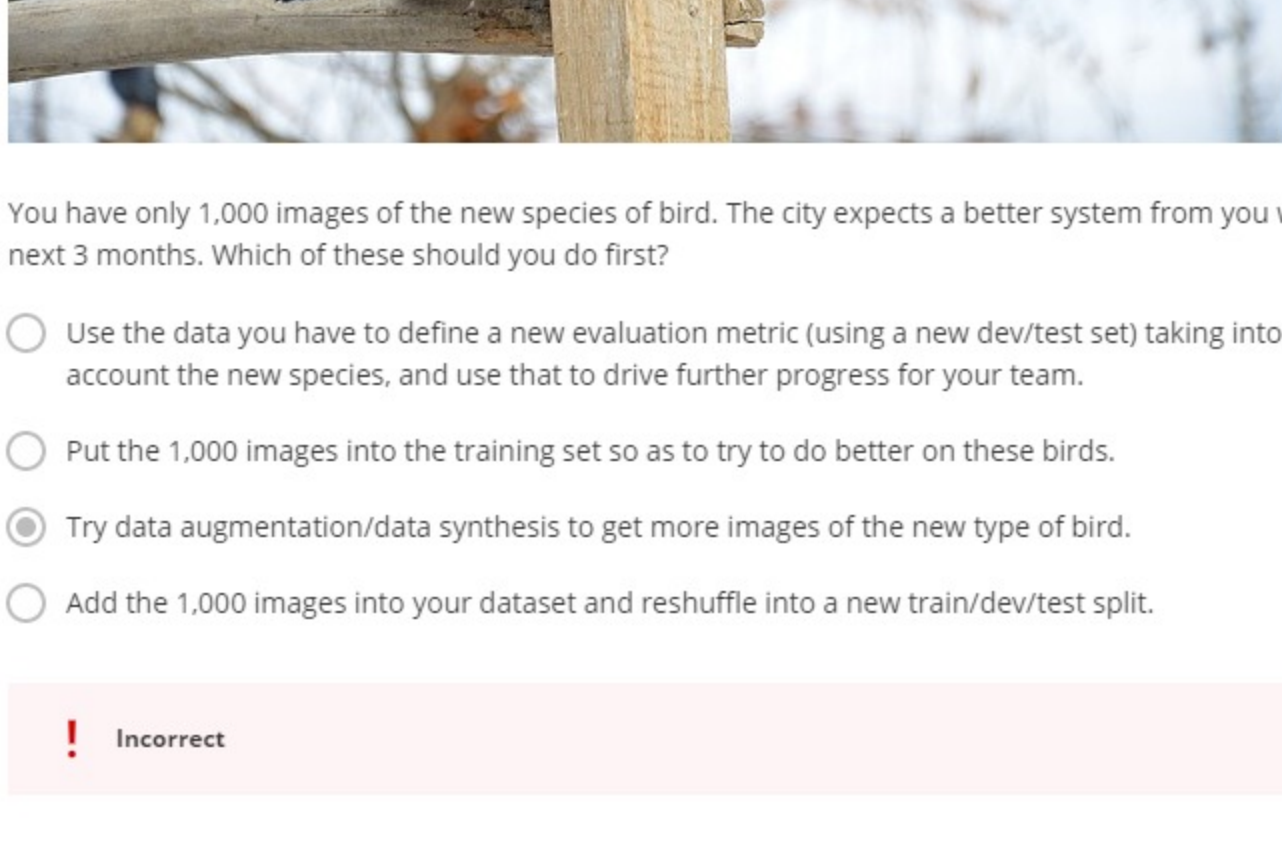 You have only 1,000 images of the new species of bird. The city expects a better system from you
next 3 months. Which of these should you do first?
Use the data you have to define a new evaluation metric (using a new dev/test set) taking into
account the new species, and use that to drive further progress for your team.
Put the 1,000 images into the training set so as to try to do better on these birds.
Try data augmentation/data synthesis to get more images of the new type of bird.
Add the 1,000 images into your dataset and reshuffle into a new train/dev/test split.
! Incorrect